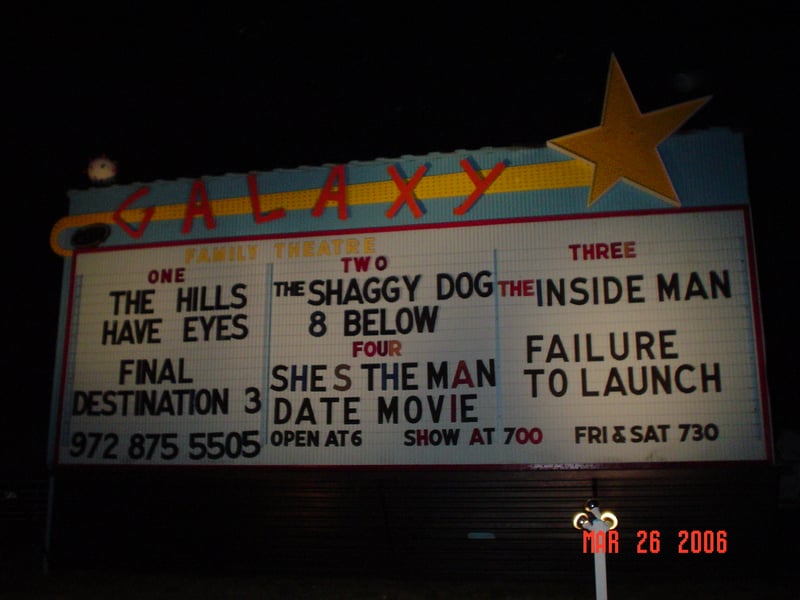 GALAXY
FAMILY THEATRE
ONE
THE HILLS
HAVE EYES
FINAL
DESTINATION 3
972 875 5505
TWO
THE SHAGGY DOG
8 BELOW
FOUR
SHE S THE MAN
DATE MOVIE
OPEN AT 6 SHOW AT 700 FRI & SAT 730
THREE
THE INSIDE MAN
FAILURE
TO LAUNCH
MAR 26 2006